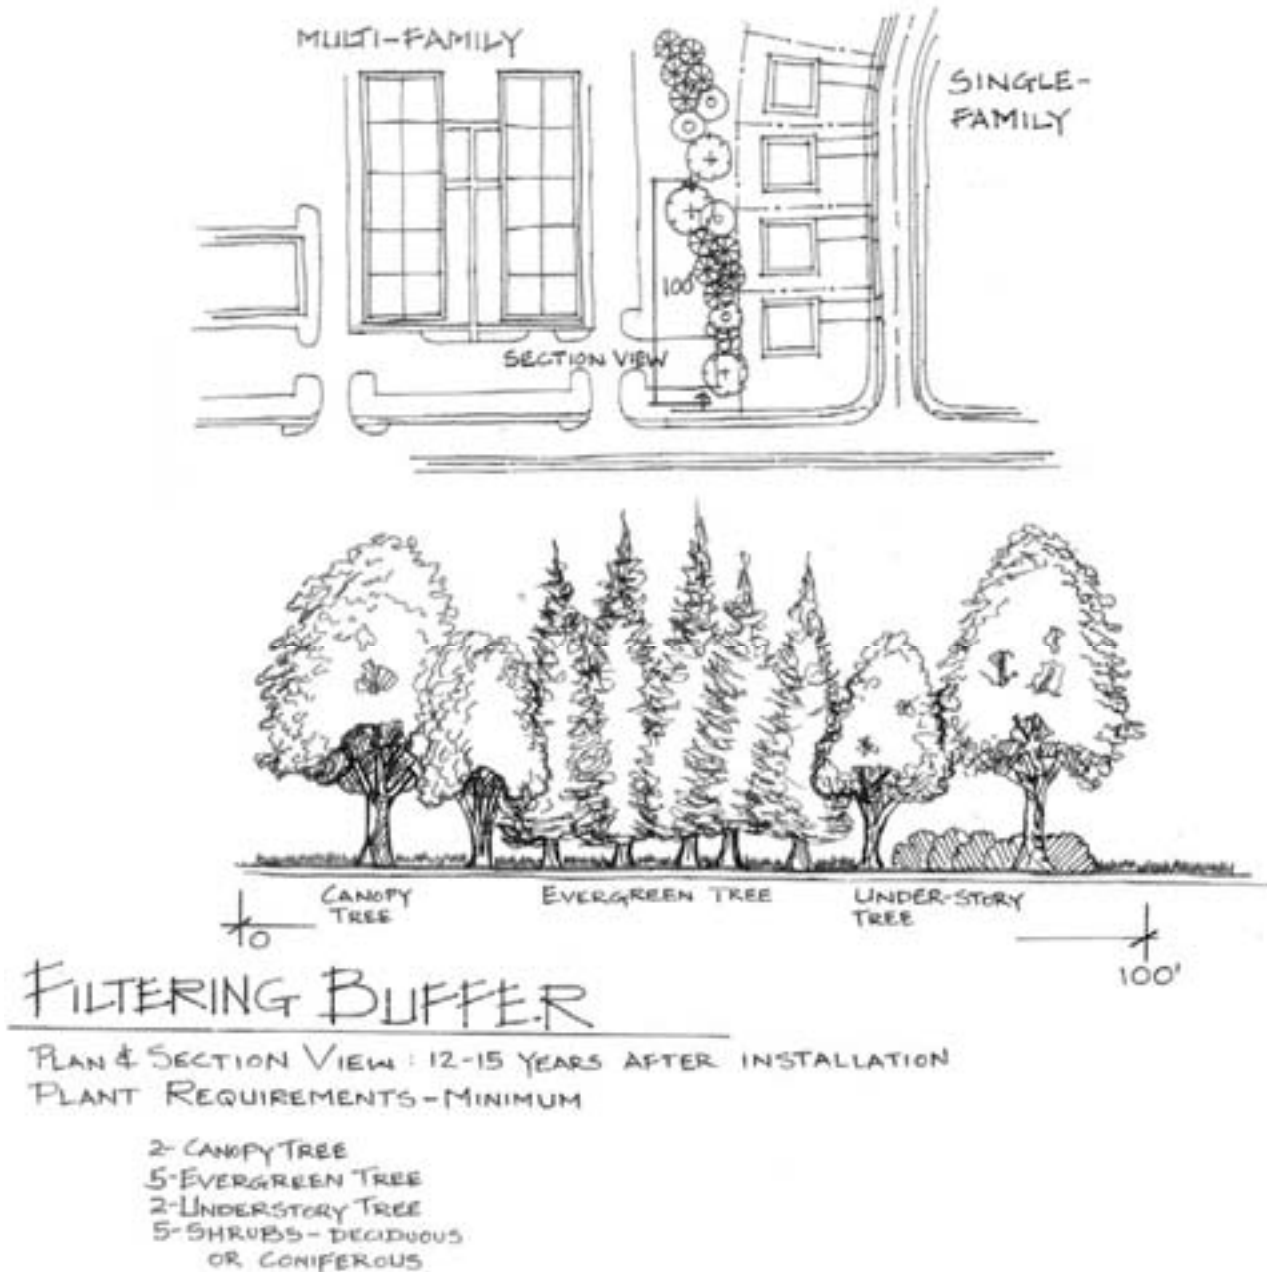 MULTI-FAMILY
SINGLE-
FAMILY
100'
SECTION VIEW
CANOPY
TREE
EVERGREEN TREE
UNDER-STORY
TREE
0
100'
FILTERING BUFFER
PLAN & SECTION VIEW: 12-15 YEARS AFTER INSTALLATION
PLANT REQUIREMENTS-MINIMUM
2-CANOPY TREE
5-EVERGREEN TREE
2-UNDERSTORY TREE
5-SHRUBS-DECIDUOUS
OR CONIFEROUS